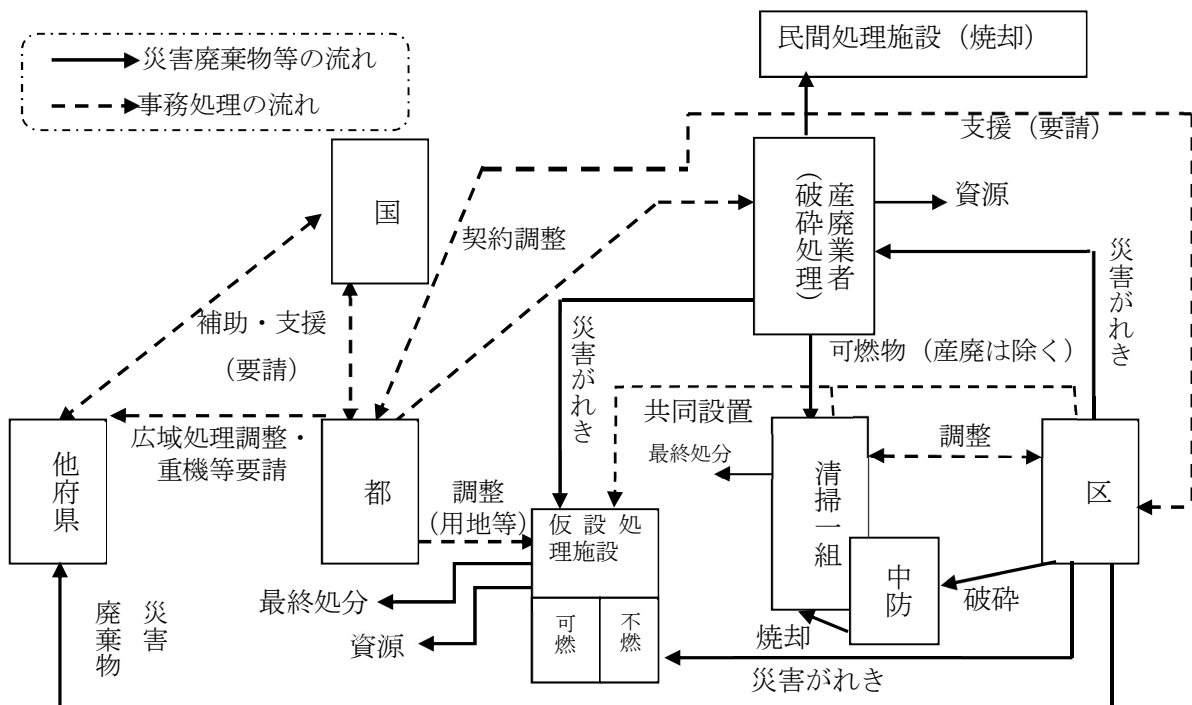 民間処理施設（焼却）
災害廃棄物等の流れ
事務処理の流れ
支援（要請）
国
産廃業者
（破砕処理）
資源
契約調整
災害がれき
補助・支援
（要請）
災害がれき
可燃物（産廃は除く）
共同設置
広域処理調整・
重機等要請
最終処分
調整
他府県
都
清掃一組
区
調整
（用地等）
仮設処
理施設
中防
破砕
最終処分
資源
可燃
不燃
焼却
災害がれき
災害
廃棄物